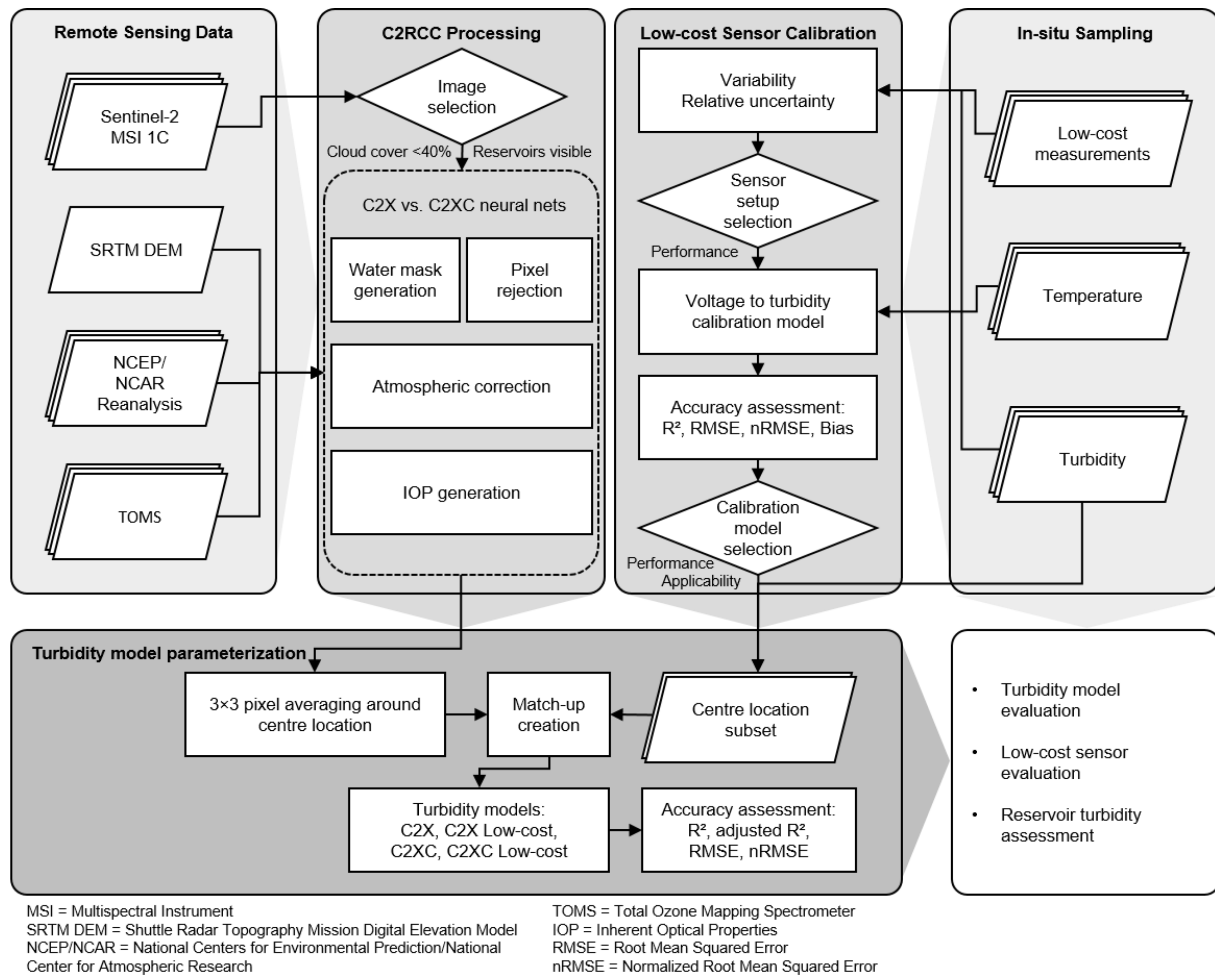 Remote Sensing Data
Sentinel-2
MSI 1C
SRTM DEM
NCEP/
NCAR
Reanalysis
TOMS
C2RCC Processing
Image
selection
Cloud cover <40%
Reservoirs visible
C2X vs. C2XC neural nets
Water mask
generation
Pixel
rejection
Atmospheric correction
IOP generation
Low-cost Sensor Calibration
Variability
Relative uncertainty
Sensor
setup
selection
Performance
Voltage to turbidity
calibration model
Accuracy assessment:
R², RMSE, nRMSE, Bias
Calibration
model
selection
Performance
Applicability
In-situ Sampling
Low-cost
measurements
Temperature
Turbidity
Turbidity model parameterization
3×3 pixel averaging around
centre location
Match-up
creation
Centre location
subset
Turbidity models:
C2X, C2X Low-cost,
C2XC, C2XC Low-cost
Accuracy assessment:
R², adjusted R²,
RMSE, nRMSE
• Turbidity model
evaluation
• Low-cost sensor
evaluation
• Reservoir turbidity
assessment
MSI = Multispectral Instrument
SRTM DEM = Shuttle Radar Topography Mission Digital Elevation Model
NCEP/NCAR = National Centers for Environmental Prediction/National
Center for Atmospheric Research
TOMS = Total Ozone Mapping Spectrometer
IOP = Inherent Optical Properties
RMSE = Root Mean Squared Error
nRMSE = Normalized Root Mean Squared Error